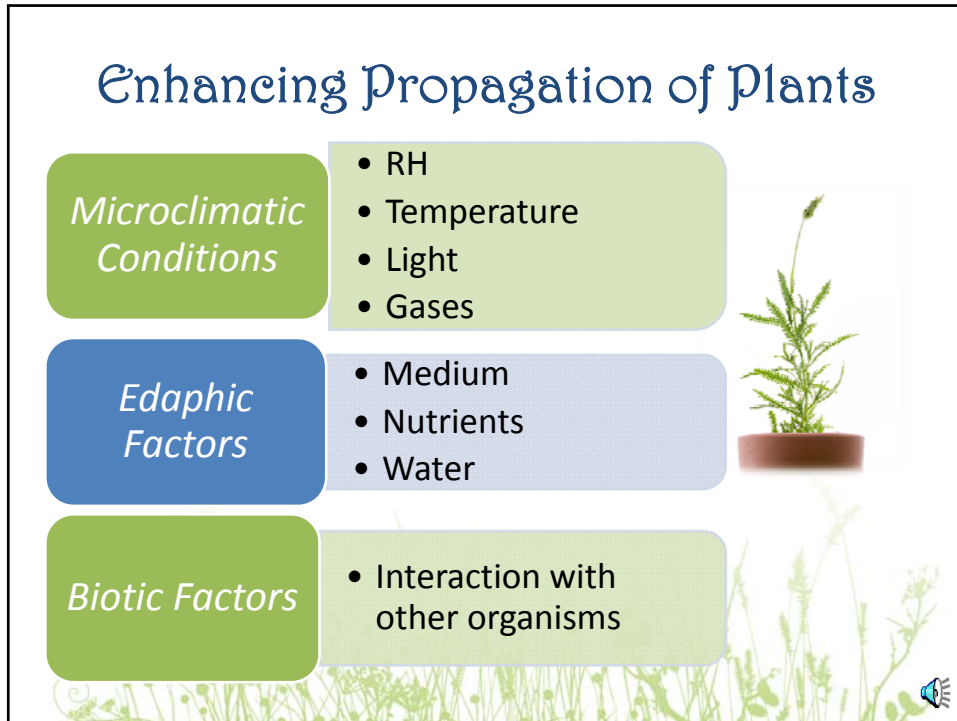 Enhancing Propagation of Plants
Microclimatic
Conditions
• RH
• Temperature
• Light
• Gases
Edaphic
Factors
• Medium
• Nutrients
• Water
Biotic Factors
• Interaction with
other organisms